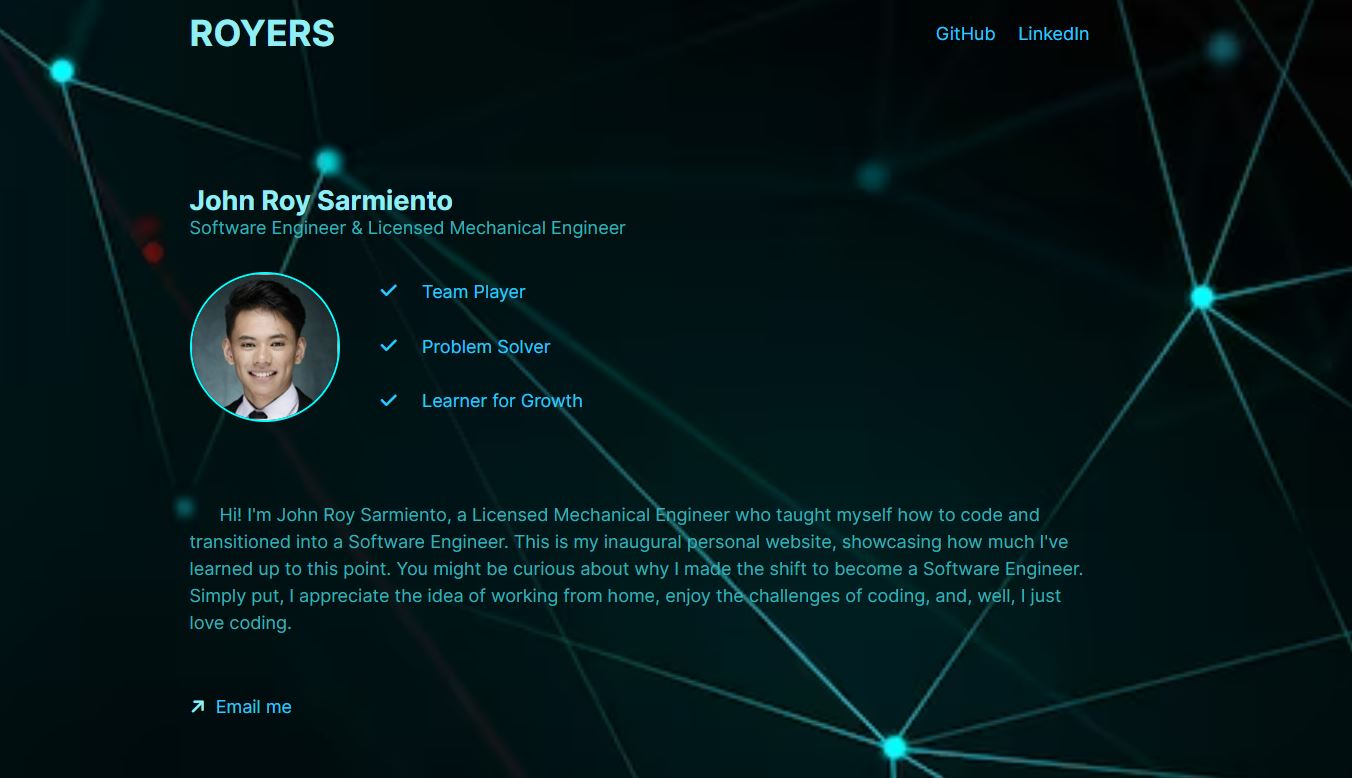 ROYERS
GitHub LinkedIn
John Roy Sarmiento
Software Engineer & Licensed Mechanical Engineer
Team Player
Problem Solver
Learner for Growth
Hi! I'm John Roy Sarmiento, a Licensed Mechanical Engineer who taught myself how to code and
transitioned into a Software Engineer. This is my inaugural personal website, showcasing how much I've
learned up to this point. You might be curious about why I made the shift to become a Software Engineer.
Simply put, I appreciate the idea of working from home, enjoy the challenges of coding, and, well, I just
love coding.
Email me